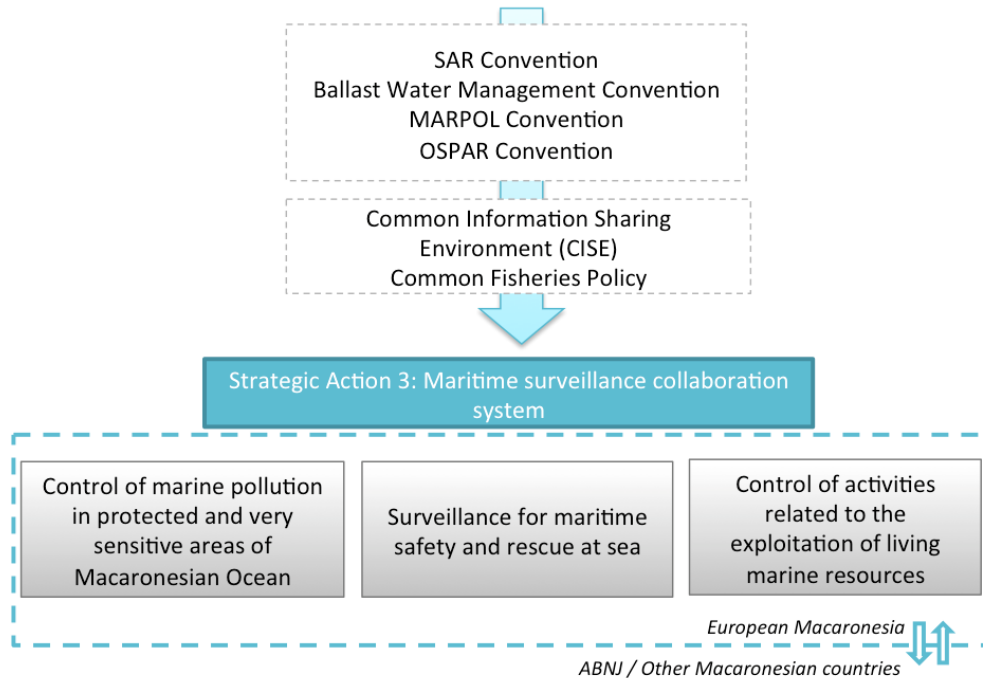 SAR Convention
Ballast Water Management Convention
MARPOL Convention
OSPAR Convention
Common Information Sharing
Environment (CISE)
Common Fisheries Policy
Strategic Action 3: Maritime surveillance collaboration
system
Control of marine pollution
in protected and very
sensitive areas of
Macaronesian Ocean
Surveillance for maritime
safety and rescue at sea
Control of activities
related to the
exploitation of living
marine resources
European Macaronesia
ABNJ / Other Macaronesian countries